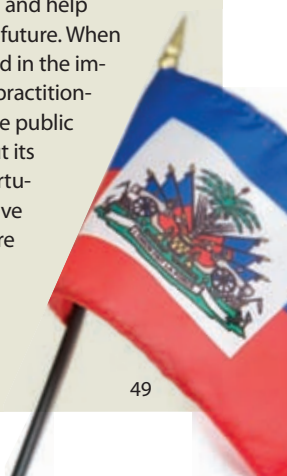 and help
future. When
d in the im-
practition-
e public
t its
rtu-
ve
re
49